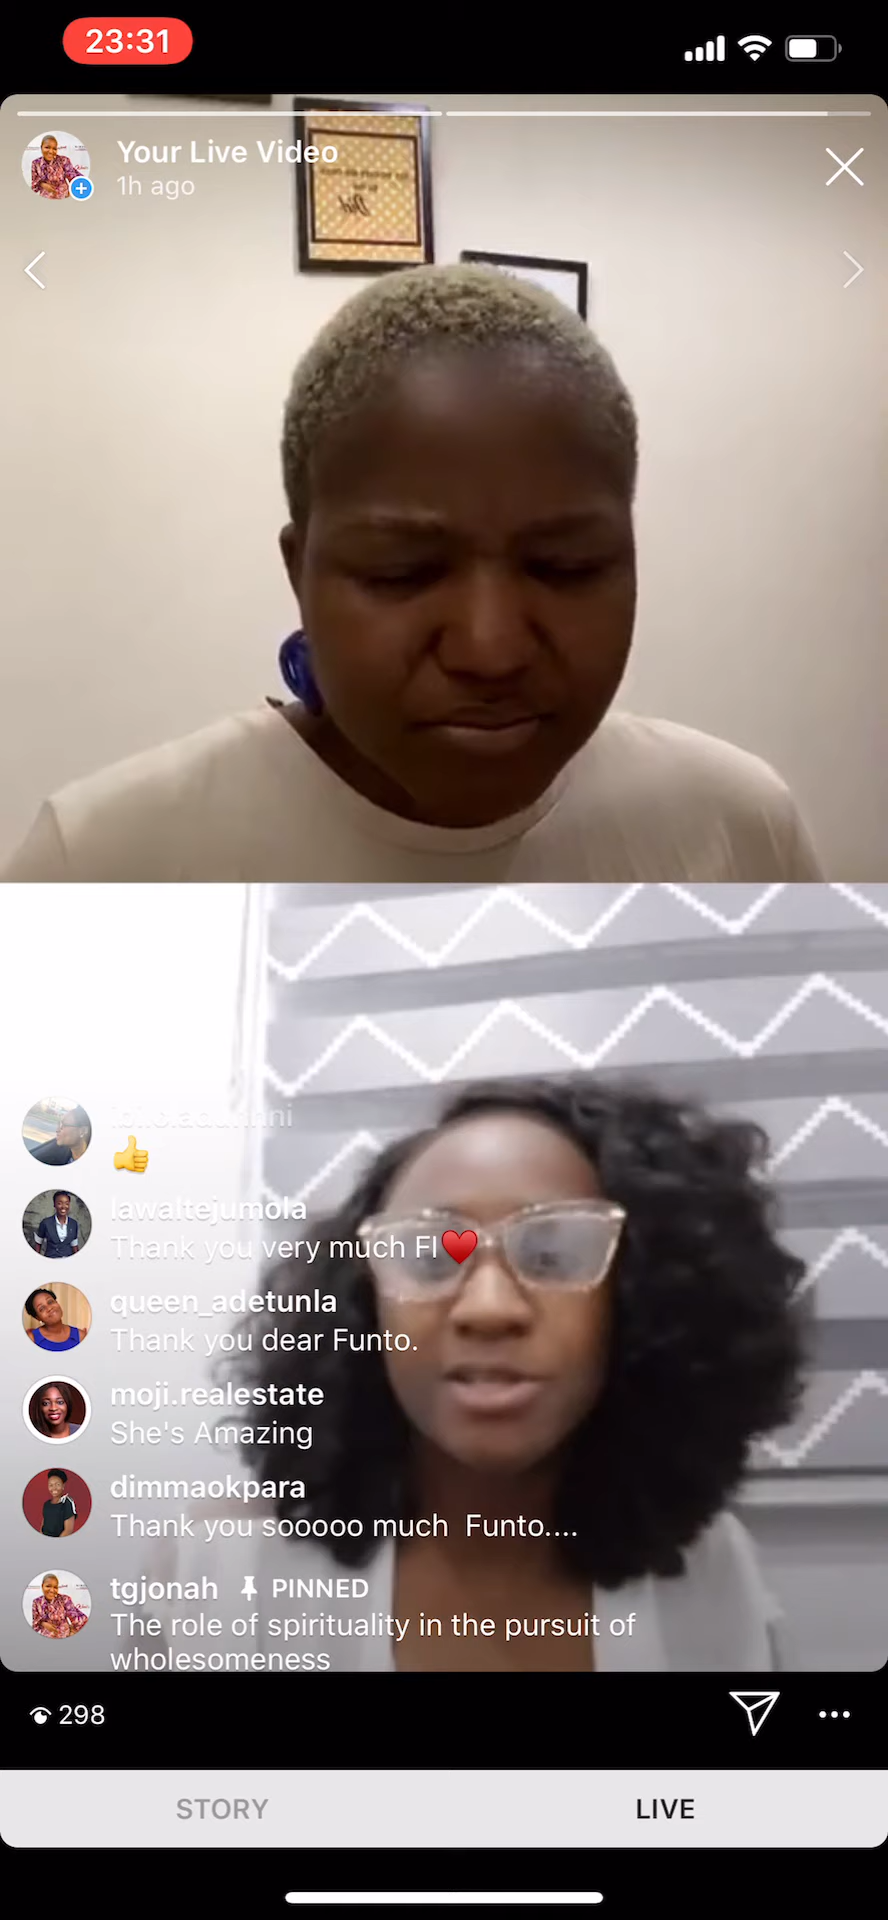 23:31
Your Live Video
1h ago
lawaltejumola
Thank you very much FI❤️
queen_adetunla
Thank you dear Funto.
moji.realestate
She's Amazing
dimmaokpara
Thank you sooooo much Funto....
tgjonah PINNED
The role of spirituality in the pursuit of
wholesomeness
298
STORY
LIVE